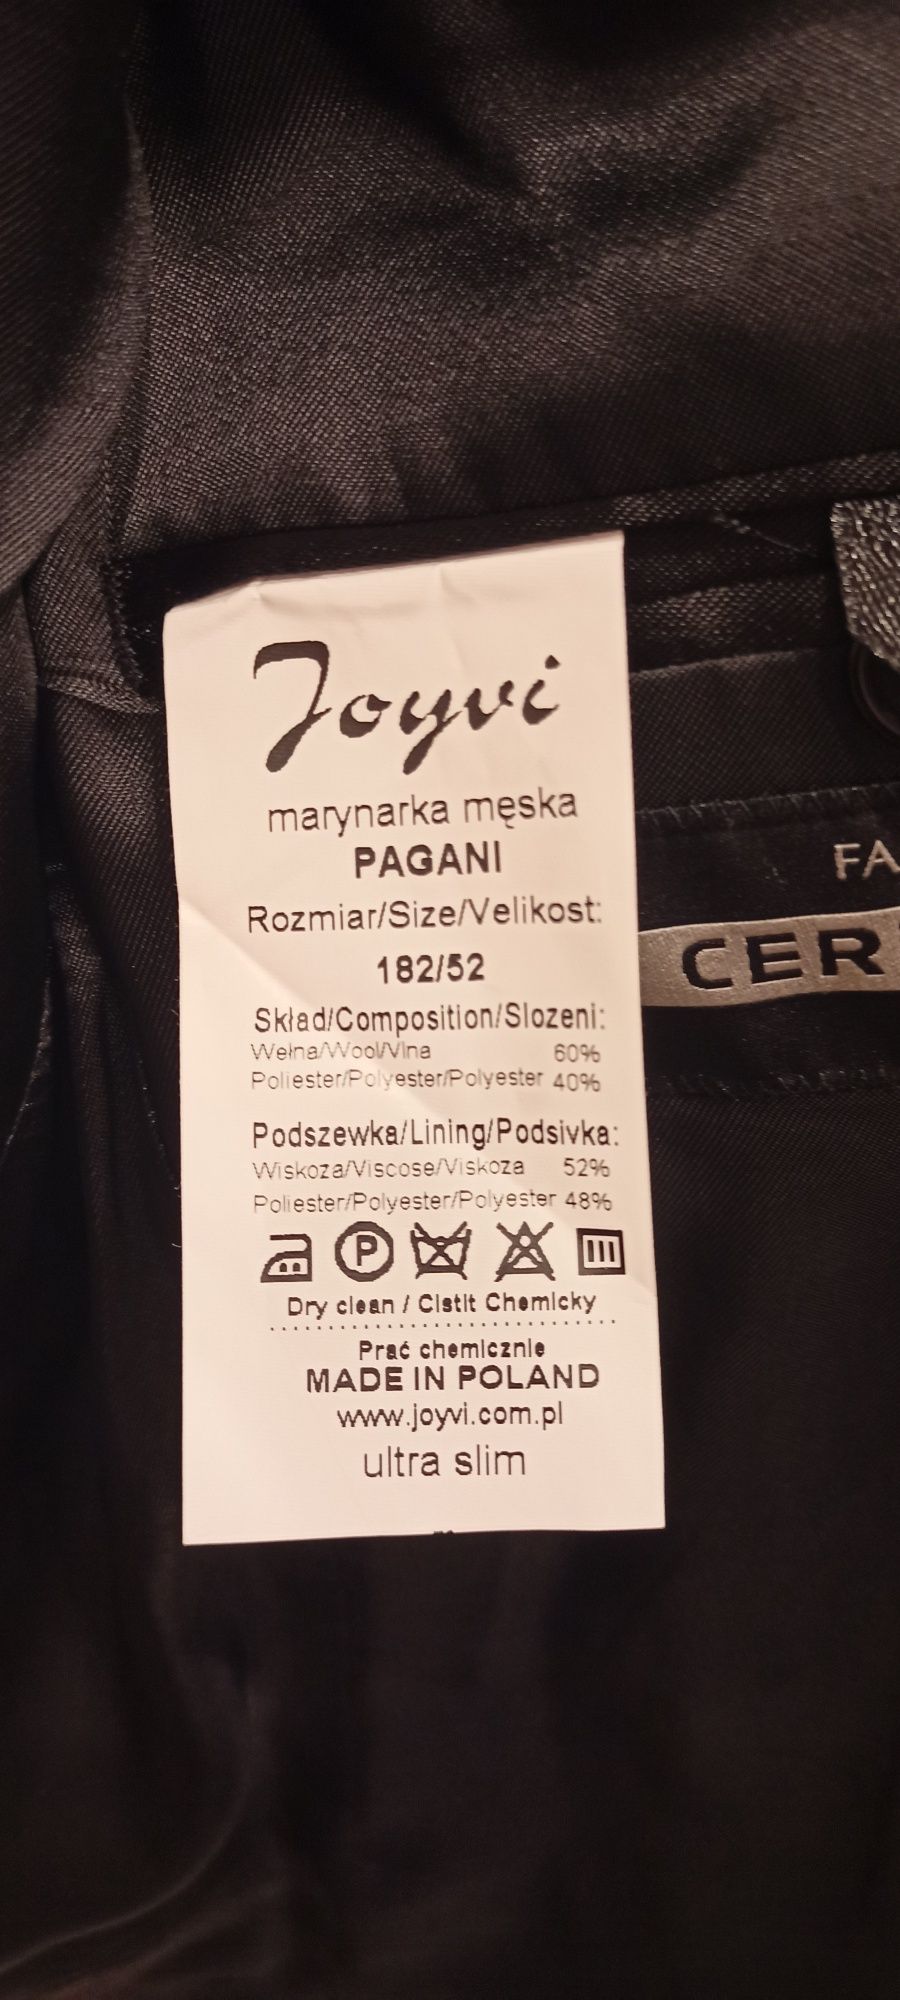 Joyvi
marynarka męska
PAGANI
Rozmiar/Size/Velikost:
182/52
Skład/Composition/Slozeni:
Wełna/Wool/Vlna 60%
Poliester/Polyester/Polyester 40%
Podszewka/Lining/Podsivka:
Wiskoza/Viscose/Viskoza 52%
Poliester/Polyester/Polyester 48%
P
Dry clean / Cistit Chemicky
Prać chemicznie
MADE IN POLAND
www.joyvi.com.pl
ultra slim
FA
CER